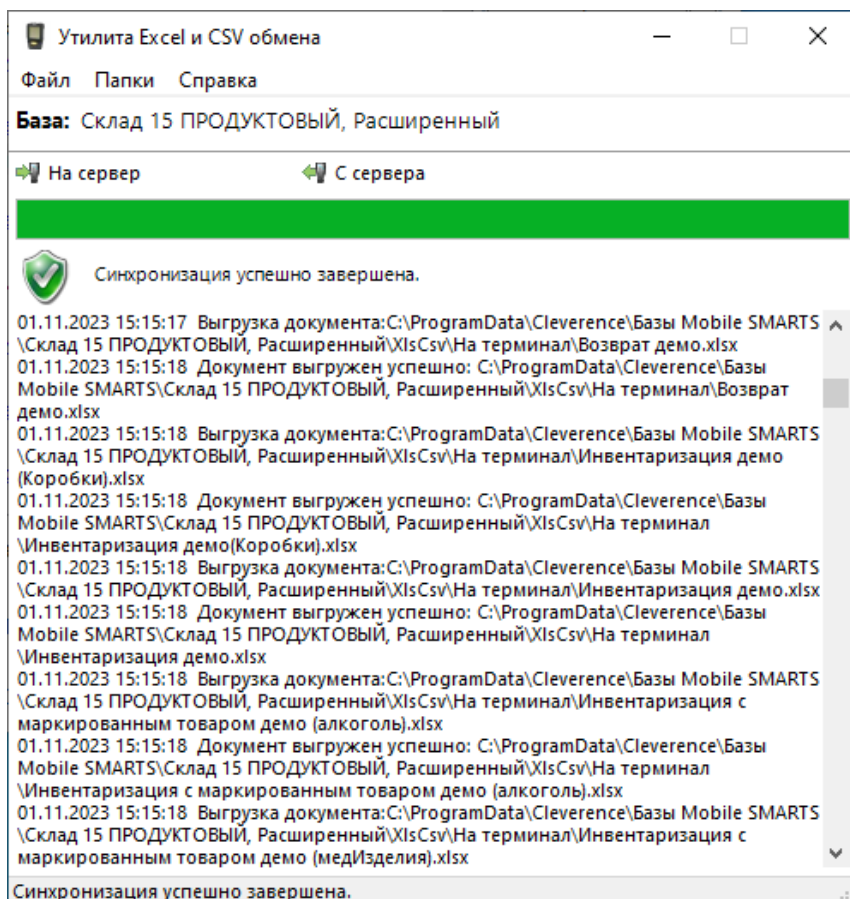 Утилита Excel и CSV обмена
Файл Папки Справка
База: Склад 15 ПРОДУКТОВЫЙ, Расширенный
На сервер С сервера
Синхронизация успешно завершена.
01.11.2023 15:15:17 Выгрузка документа:C:\ProgramData\Cleverence\Базы Mobile SMARTS
\Склад 15 ПРОДУКТОВЫЙ, Расширенный\XlsCsv\На терминал\Возврат демо.xlsx
01.11.2023 15:15:18 Документ выгружен успешно: C:\ProgramData\Cleverence\Базы
Mobile SMARTS\Склад 15 ПРОДУКТОВЫЙ, Расширенный\XlsCsv\На терминал\Возврат
демо.xlsx
01.11.2023 15:15:18 Выгрузка документа:C:\ProgramData\Cleverence\Базы Mobile SMARTS
\Склад 15 ПРОДУКТОВЫЙ, Расширенный\XlsCsv\На терминал\Инвентаризация демо
(Коробки).xlsx
01.11.2023 15:15:18 Документ выгружен успешно: C:\ProgramData\Cleverence\Базы
Mobile SMARTS\Склад 15 ПРОДУКТОВЫЙ, Расширенный\XlsCsv\На терминал
\Инвентаризация демо(Коробки).xlsx
01.11.2023 15:15:18 Выгрузка документа:C:\ProgramData\Cleverence\Базы Mobile SMARTS
\Склад 15 ПРОДУКТОВЫЙ, Расширенный\XlsCsv\На терминал\Инвентаризация демо.xlsx
01.11.2023 15:15:18 Документ выгружен успешно: C:\ProgramData\Cleverence\Базы
Mobile SMARTS\Склад 15 ПРОДУКТОВЫЙ, Расширенный\XlsCsv\На терминал
\Инвентаризация демо.xlsx
01.11.2023 15:15:18 Выгрузка документа:C:\ProgramData\Cleverence\Базы Mobile SMARTS
\Склад 15 ПРОДУКТОВЫЙ, Расширенный\XlsCsv\На терминал\Инвентаризация с
маркированным товаром демо (алкоголь).xlsx
01.11.2023 15:15:18 Документ выгружен успешно: C:\ProgramData\Cleverence\Базы
Mobile SMARTS\Склад 15 ПРОДУКТОВЫЙ, Расширенный\XlsCsv\На терминал
\Инвентаризация с маркированным товаром демо (алкоголь).xlsx
01.11.2023 15:15:18 Выгрузка документа:C:\ProgramData\Cleverence\Базы Mobile SMARTS
\Склад 15 ПРОДУКТОВЫЙ, Расширенный\XlsCsv\На терминал\Инвентаризация с
маркированным товаром демо (медИзделия).xlsx
Синхронизация успешно завершена.